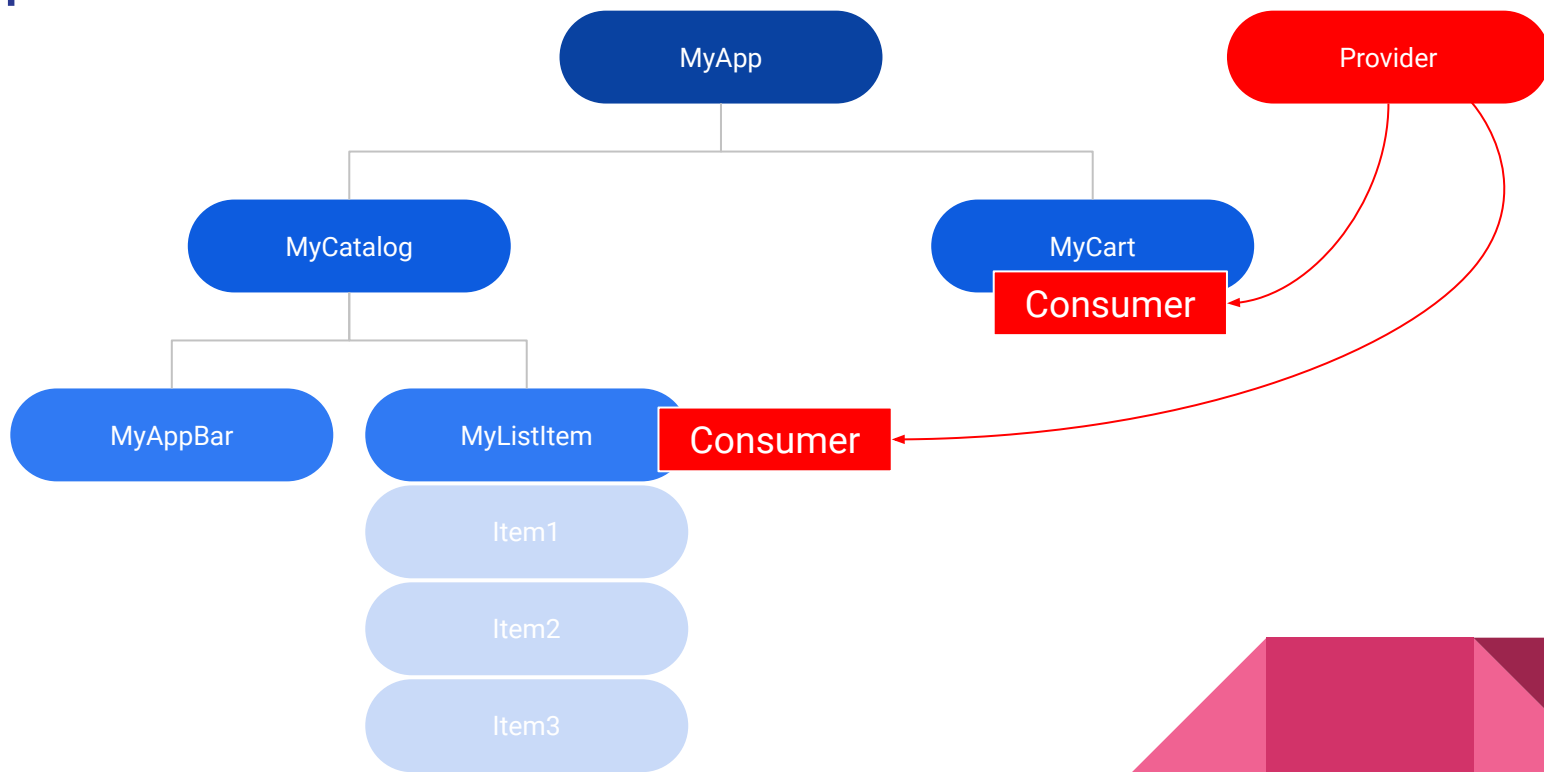 MyApp
Provider
MyCatalog
MyCart
Consumer
MyAppBar
MyListItem
Consumer
Item1
Item2
Item3